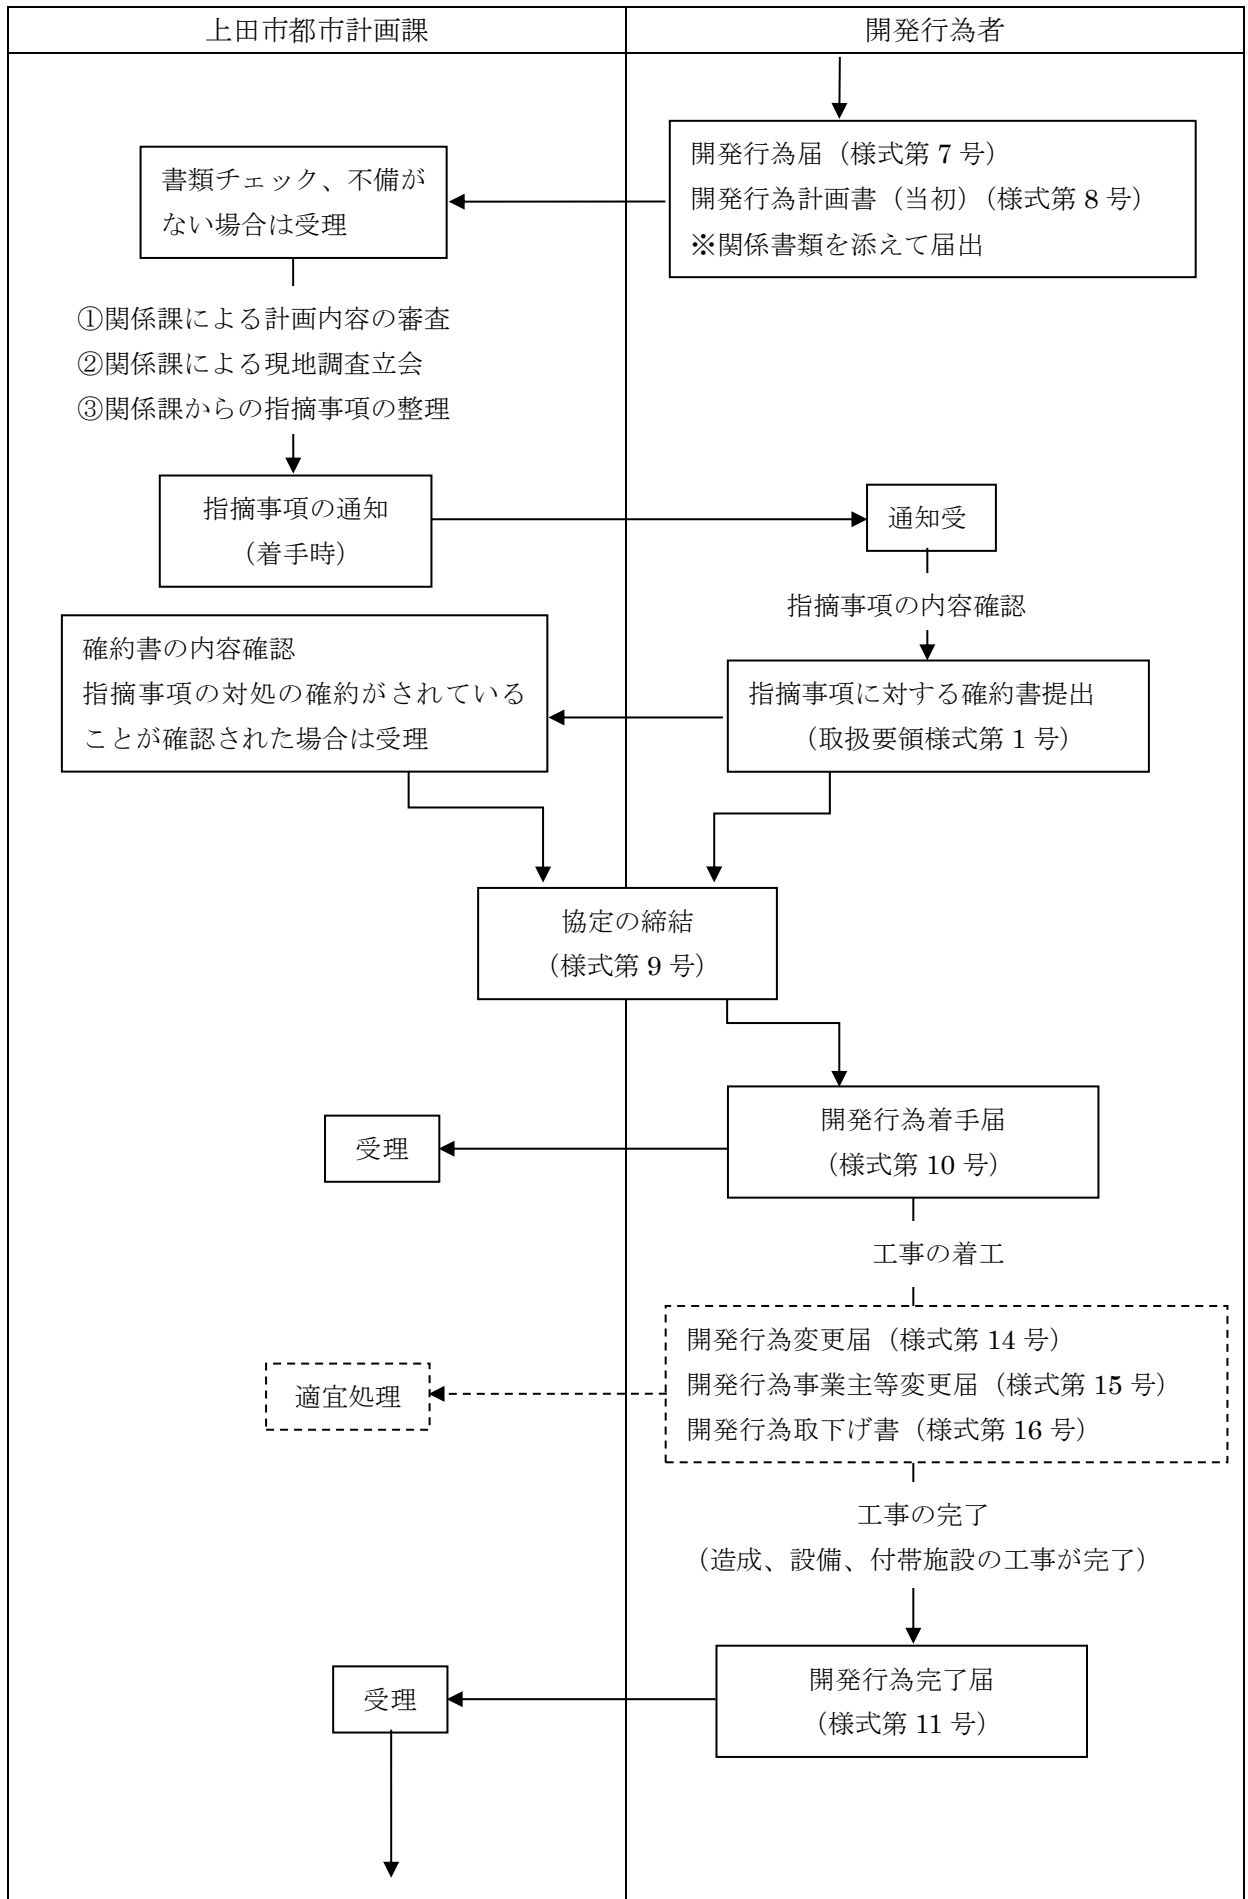 上田市都市計画課
開発行為者
開発行為届（様式第 7 号）
開発行為計画書（当初）（様式第 8 号）
※関係書類を添えて届出
書類チェック、不備が
ない場合は受理
①関係課による計画内容の審査
②関係課による現地調査立会
③関係課からの指摘事項の整理
指摘事項の通知
（着手時）
通知受
指摘事項の内容確認
指摘事項に対する確約書提出
（取扱要領様式第 1 号）
確約書の内容確認
指摘事項の対処の確約がされている
ことが確認された場合は受理
協定の締結
（様式第 9 号）
開発行為着手届
（様式第 10 号）
受理
工事の着工
開発行為変更届（様式第 14 号）
開発行為事業主等変更届（様式第 15 号）
開発行為取下げ書（様式第 16 号）
適宜処理
工事の完了
（造成、設備、付帯施設の工事が完了）
開発行為完了届
（様式第 11 号）
受理